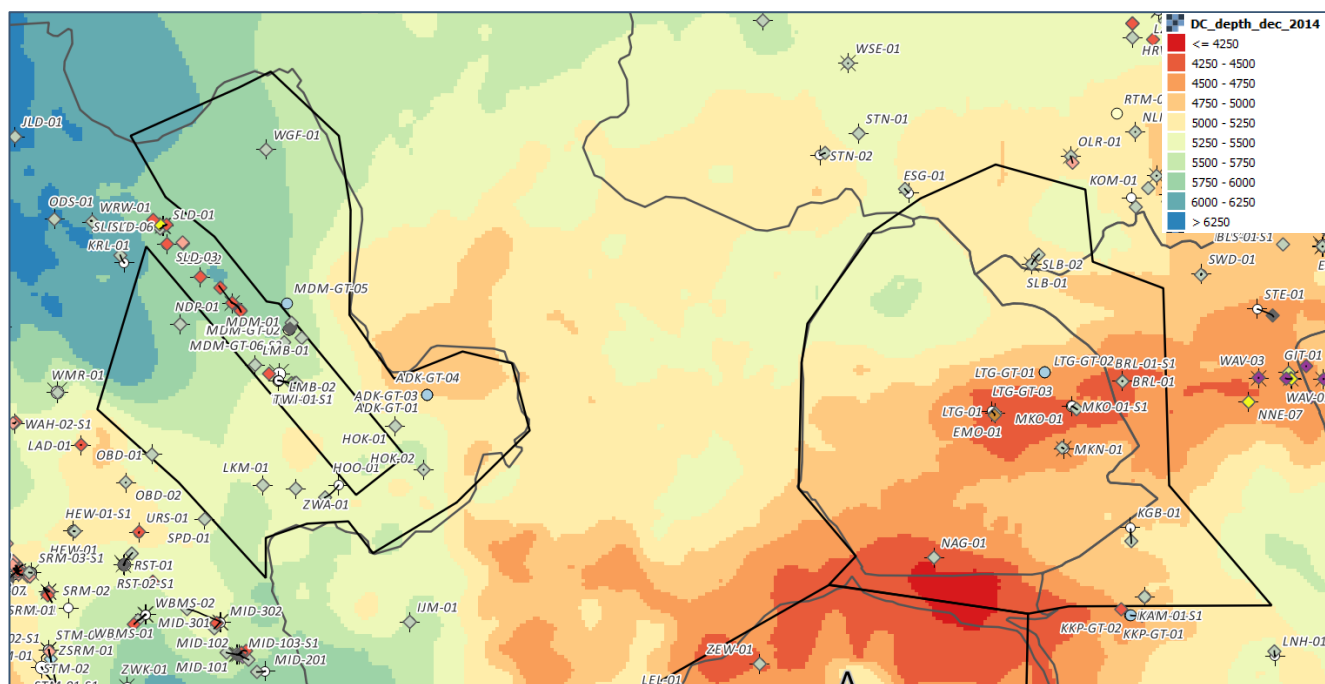 DC_depth_dec_2014
<= 4250
4250 - 4500
4500 - 4750
4750 - 5000
5000 - 5250
5250 - 5500
5500 - 5750
5750 - 6000
6000 - 6250
> 6250
WSE-01
JLD-01
WGF-01
STN-01
STN-02
OLR-01
ESG-01
KOM-01
ODS-01
WRW-01
SLD-01
KRL-01
SLD-03
SLB-02
SLB-01
BLS-01-S1
SWD-01
STE-01
NDP-01
MDM-GT-05
MDM-01
MDM-GT-02
LMB-01
LMB-02
TWI-01-S1
WMR-01
ADK-GT-04
ADK-GT-03
ADK-GT-01
LTG-GT-02
LTG-GT-01
LTG-GT-03
BRL-01-S1
BRL-01
WAV-03
GIT-01
LTG-01
EMO-01
MKO-01
MKO-01-S1
NNE-07
MKN-01
WAH-02-S1
LAD-01
OBD-01
HOK-01
HOK-02
HOO-01
LKM-01
ZWA-01
OBD-02
HEW-01-S1
URS-01
SPD-01
HEW-01
KGB-01
SRM-03-S1
RST-01
RST-02-S1
NAG-01
SRM-02
WBMS-02
MID-302
MID-301
WBMS-01
IJM-01
KAM-01-S1
KKP-GT-02
KKP-GT-01
ZSRM-01
STM-02
MID-102
MID-103-S1
MID-101
MID-201
ZWK-01
ZEW-01
LEL-01
LNH-01